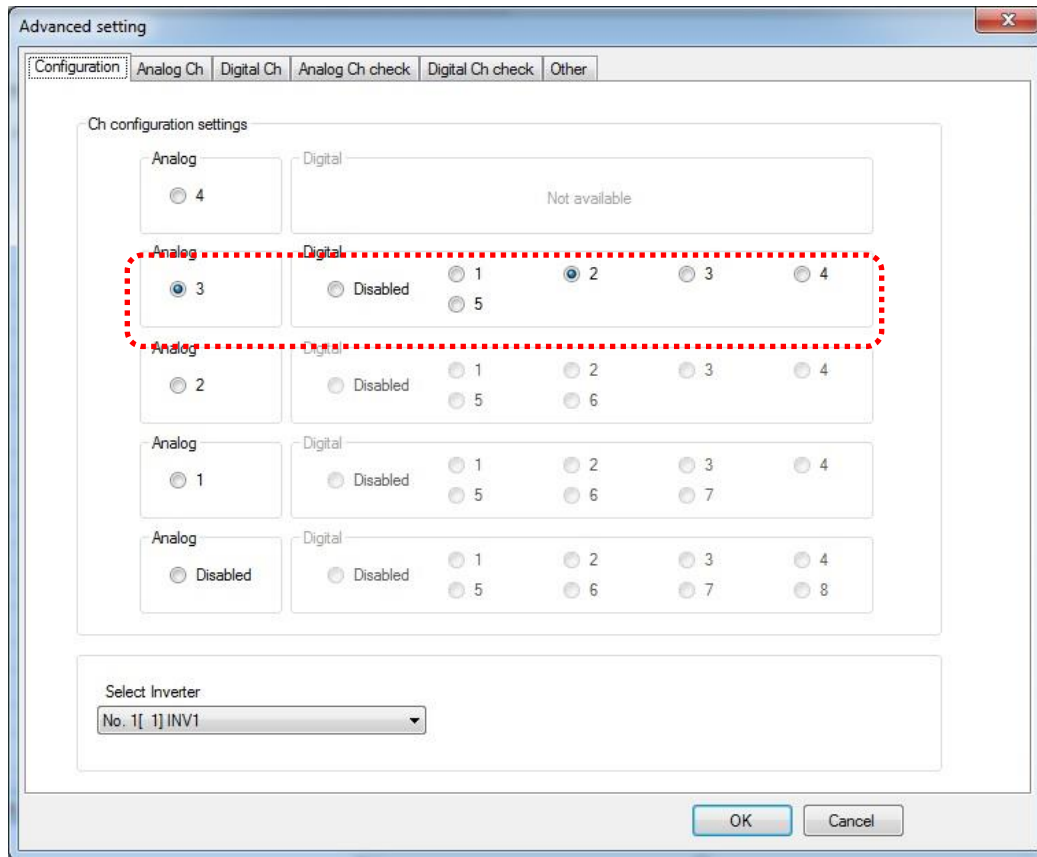 Advanced setting
Configuration Analog Ch Digital Ch Analog Ch check Digital Ch check Other
Ch configuration settings
Analog Digital
4 Not available
Analog Digital
3 Disabled 1 2 3 4
5
Analog Digital
2 Disabled 1 2 3 4
5 6
Analog Digital
1 Disabled 1 2 3 4
5 6 7
Analog Digital
Disabled Disabled 1 2 3 4
5 6 7 8
Select Inverter
No. 1[ 1] INV1
OK Cancel